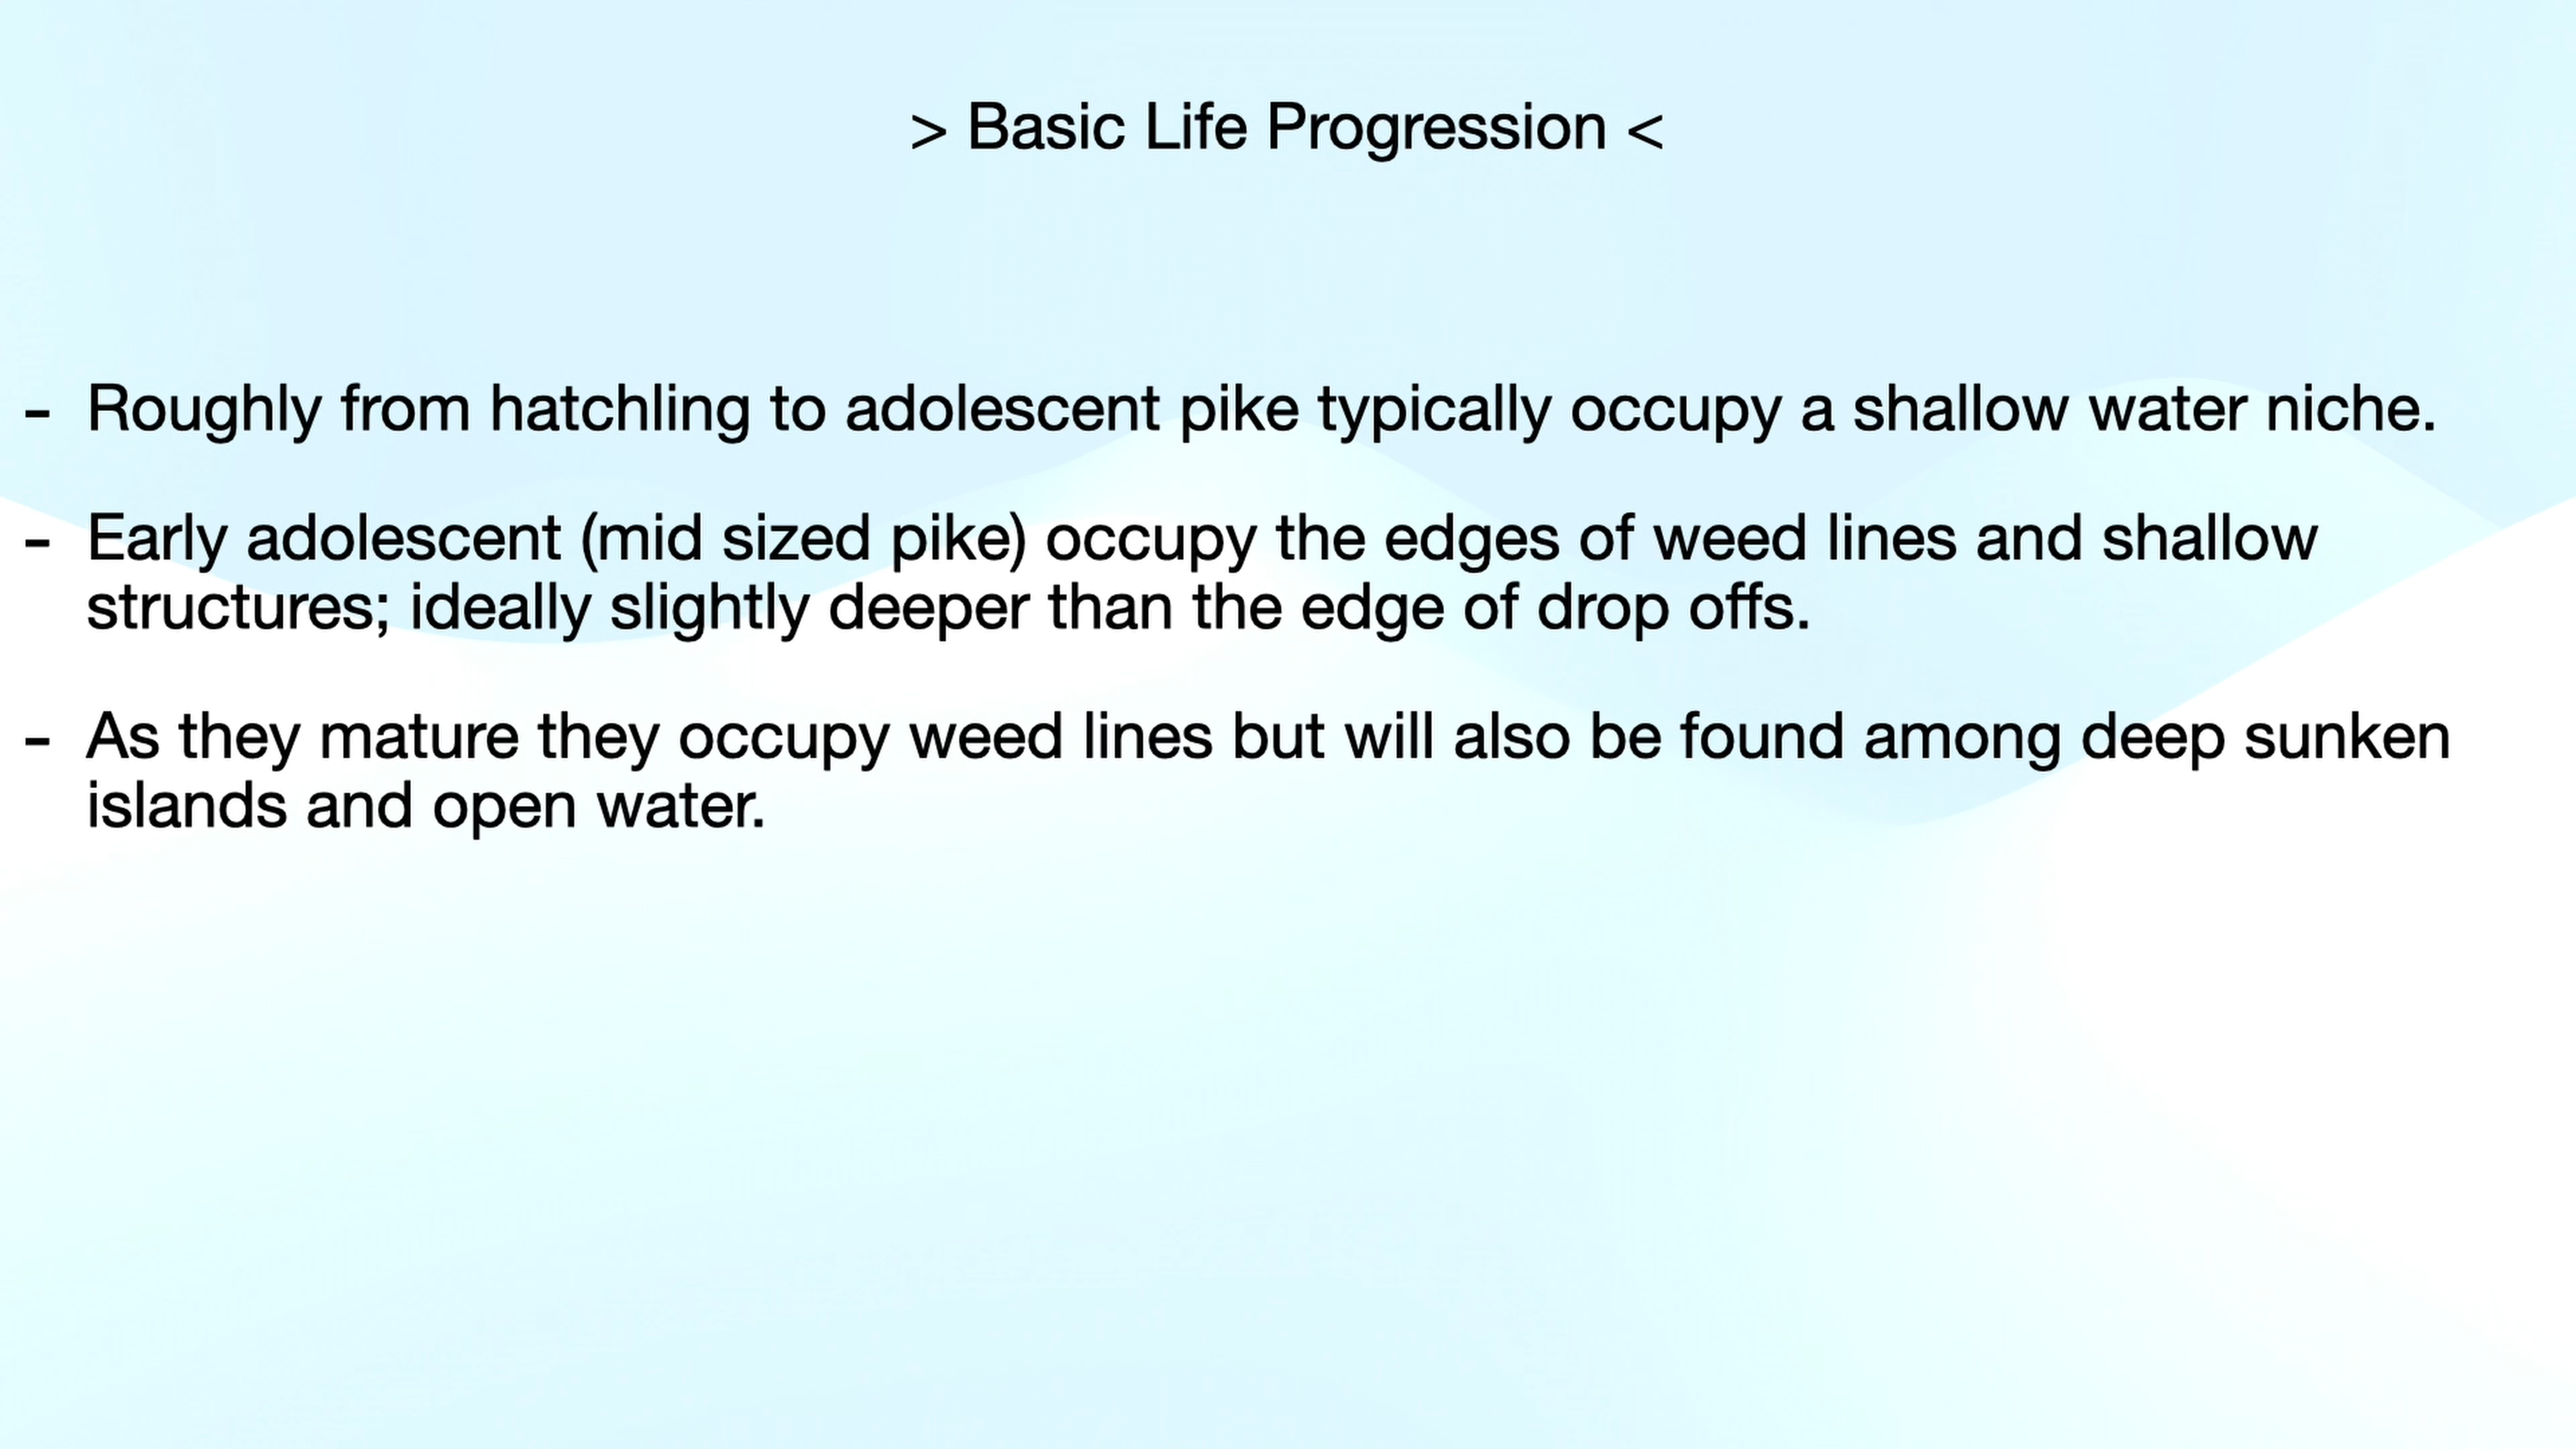 > Basic Life Progression <
- Roughly from hatchling to adolescent pike typically occupy a shallow water niche.
- Early adolescent (mid sized pike) occupy the edges of weed lines and shallow
structures; ideally slightly deeper than the edge of drop offs.
- As they mature they occupy weed lines but will also be found among deep sunken
islands and open water.